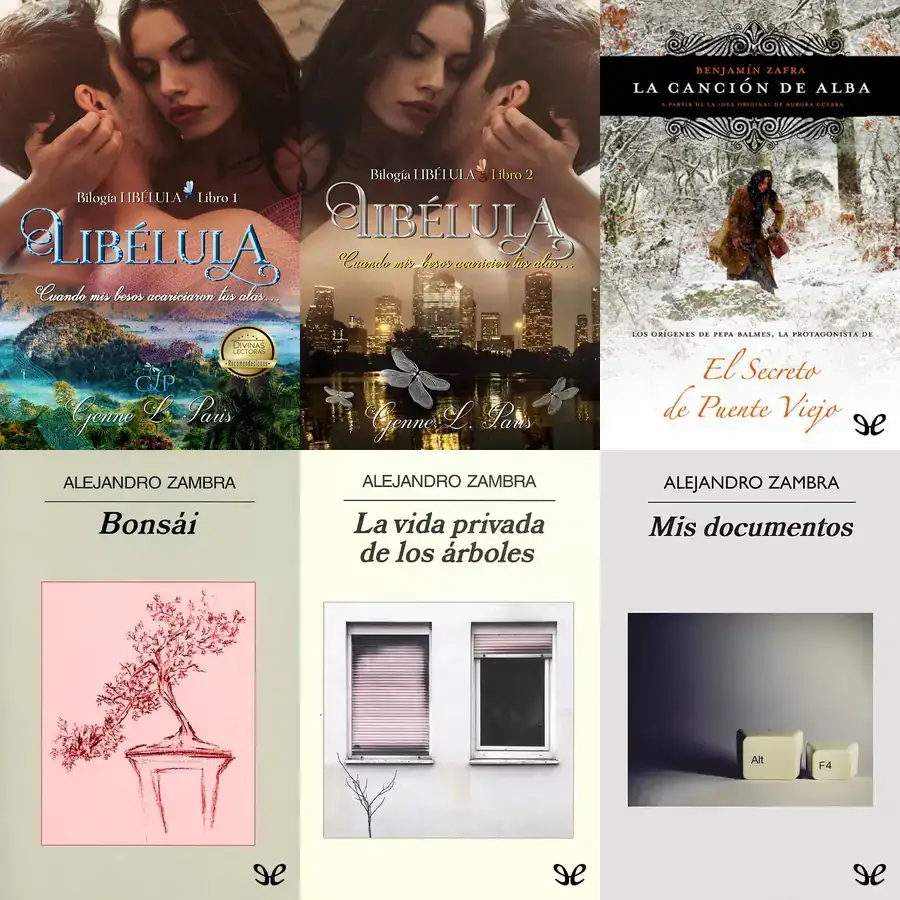 Bilogía LIBÉLULA Libro 1
LIBÉLULA
Cuando mis besos acariciaron tus alas...
DIVINAS
LECTORAS
Recomendaciones
GLP
Genne L. Paris
Bilogía LIBÉLULA Libro 2
LIBÉLULA
Cuando mis besos acaricien tus alas...
Genne L. Paris
BENJAMÍN ZAFRA
LA CANCIÓN DE ALBA
A PARTIR DE LA IDEA ORIGINAL DE AURORA GUERRA
LOS ORÍGENES DE PEPA BALMES, LA PROTAGONISTA DE
El Secreto
de Puente Viejo
ALEJANDRO ZAMBRA
Bonsái
ALEJANDRO ZAMBRA
La vida privada
de los árboles
ALEJANDRO ZAMBRA
Mis documentos
Alt
F4